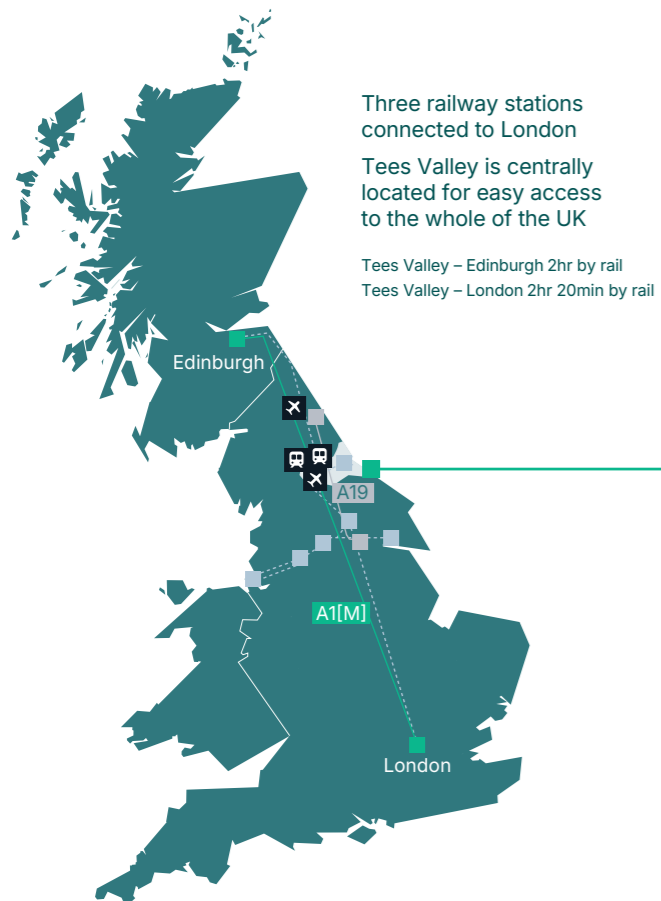 Three railway stations
connected to London
Tees Valley is centrally
located for easy access
to the whole of the UK
Tees Valley – Edinburgh 2hr by rail
Tees Valley – London 2hr 20min by rail
Edinburgh
A19
A1[M]
London